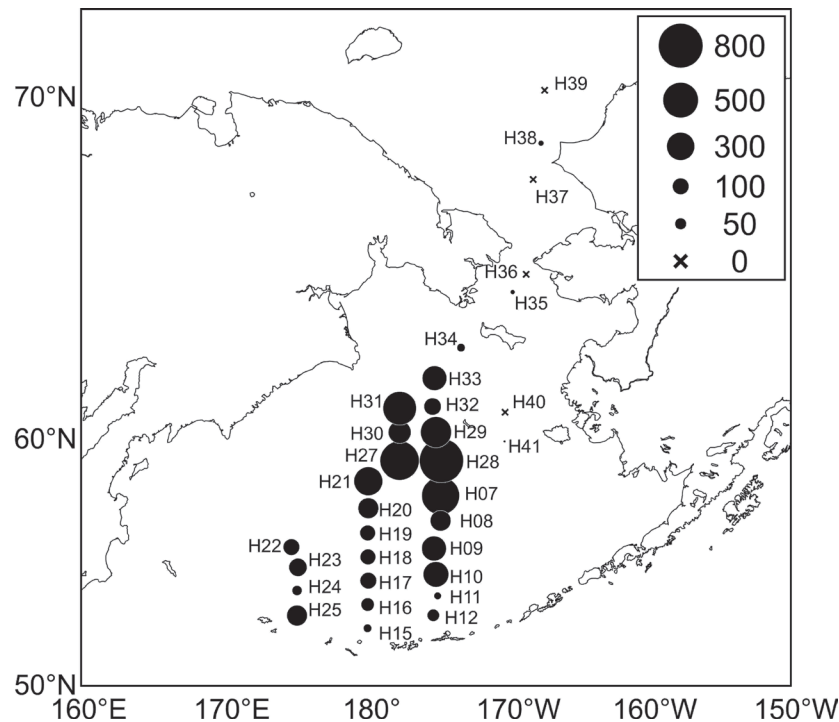 800
500
300
100
50
0
70°N
60°N
50°N
160°E
170°E
180°
170°W
160°W
150°W
H39
H38
H37
H36
H35
H34
H33
H31
H32
H40
H30
H29
H41
H27
H28
H21
H07
H20
H08
H19
H22
H09
H23
H18
H10
H24
H17
H11
H25
H16
H12
H15